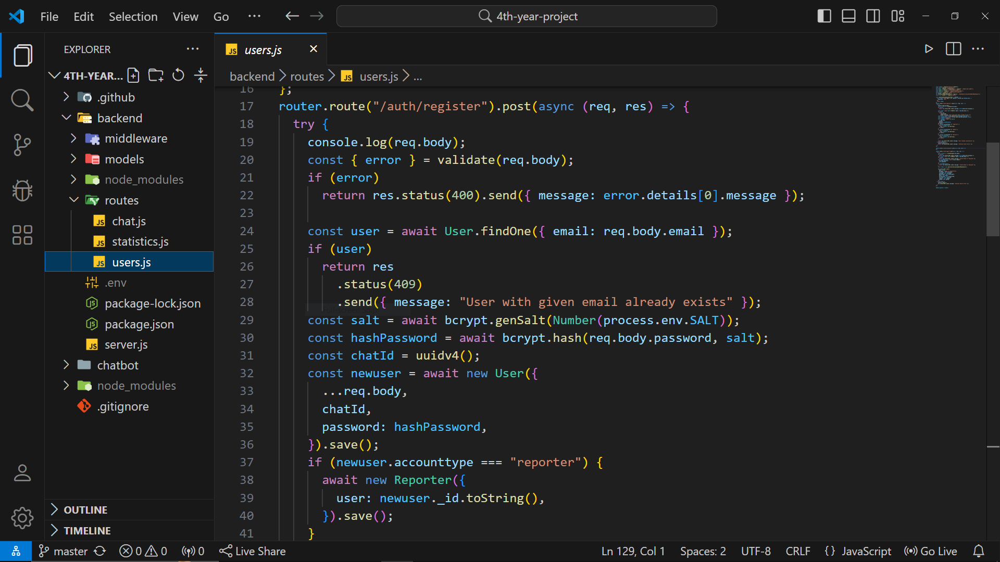 File Edit Selection View Go ··· 4th-year-project
EXPLORER ···
4TH-YEAR...
.github
backend
middleware
models
node_modules
routes
chat.js
statistics.js
users.js
.env
package-lock.json
package.json
server.js
chatbot
node_modules
.gitignore
OUTLINE
TIMELINE
users.js
backend > routes > JS users.js > ...
16 };
17 router.route("/auth/register").post(async (req, res) => {
18 try {
19 console.log(req.body);
20 const { error } = validate(req.body);
21 if (error)
22 return res.status(400).send({ message: error.details[0].message });
23
24 const user = await User.findOne({ email: req.body.email });
25 if (user)
26 return res
27 .status(409)
28 .send({ message: "User with given email already exists" });
29 const salt = await bcrypt.genSalt(Number(process.env.SALT));
30 const hashPassword = await bcrypt.hash(req.body.password, salt);
31 const chatId = uuidv4();
32 const newuser = await new User({
33 ...req.body,
34 chatId,
35 password: hashPassword,
36 }).save();
37 if (newuser.accounttype === "reporter") {
38 await new Reporter({
39 user: newuser._id.toString(),
40 }).save();
41 }
master 0 0 0 Live Share Ln 129, Col 1 Spaces: 2 UTF-8 CRLF {} JavaScript Go Live